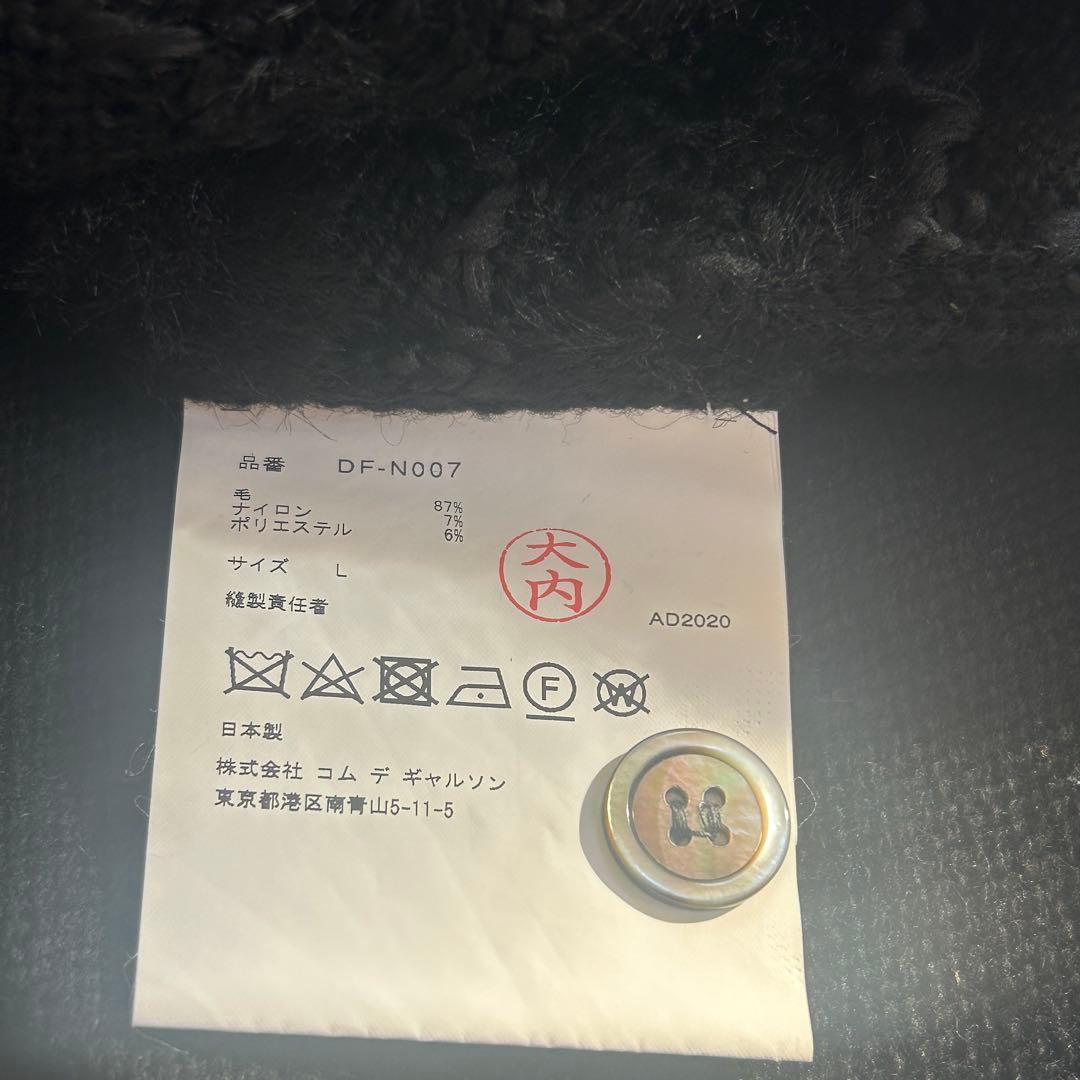 品番 DF-N007
毛 87%
ナイロン 7%
ポリエステル 6%
サイズ L
縫製責任者
大内
AD2020
F
W
日本製
株式会社 コム デ ギャルソン
東京都港区南青山5-11-5